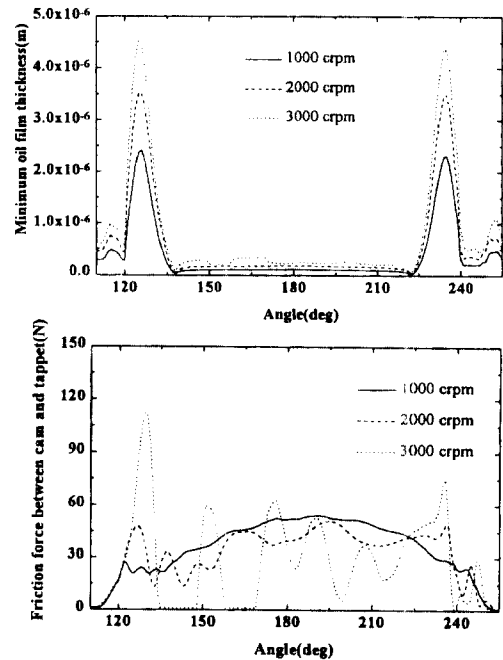 5.0x10-6
4.0x10-6
3.0x10-6
2.0x10-6
1.0x10-6
0.0
Minimum oil film thickness(m)
1000 crpm
2000 crpm
3000 crpm
120
150
180
210
240
Angle(deg)
150
120
90
60
30
0
Friction force between cam and tappet(N)
1000 crpm
2000 crpm
3000 crpm
120
150
180
210
240
Angle(deg)